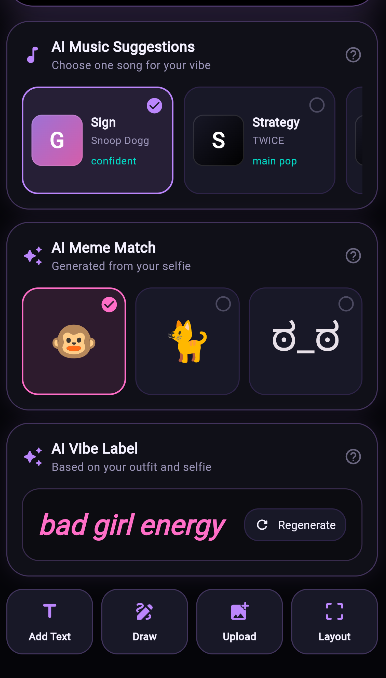 AI Music Suggestions
Choose one song for your vibe
G
Sign
Snoop Dogg
confident
S
Strategy
TWICE
main pop
AI Meme Match
Generated from your selfie
ಠ_ಠ
AI Vibe Label
Based on your outfit and selfie
bad girl energy
Regenerate
Add Text
Draw
Upload
Layout